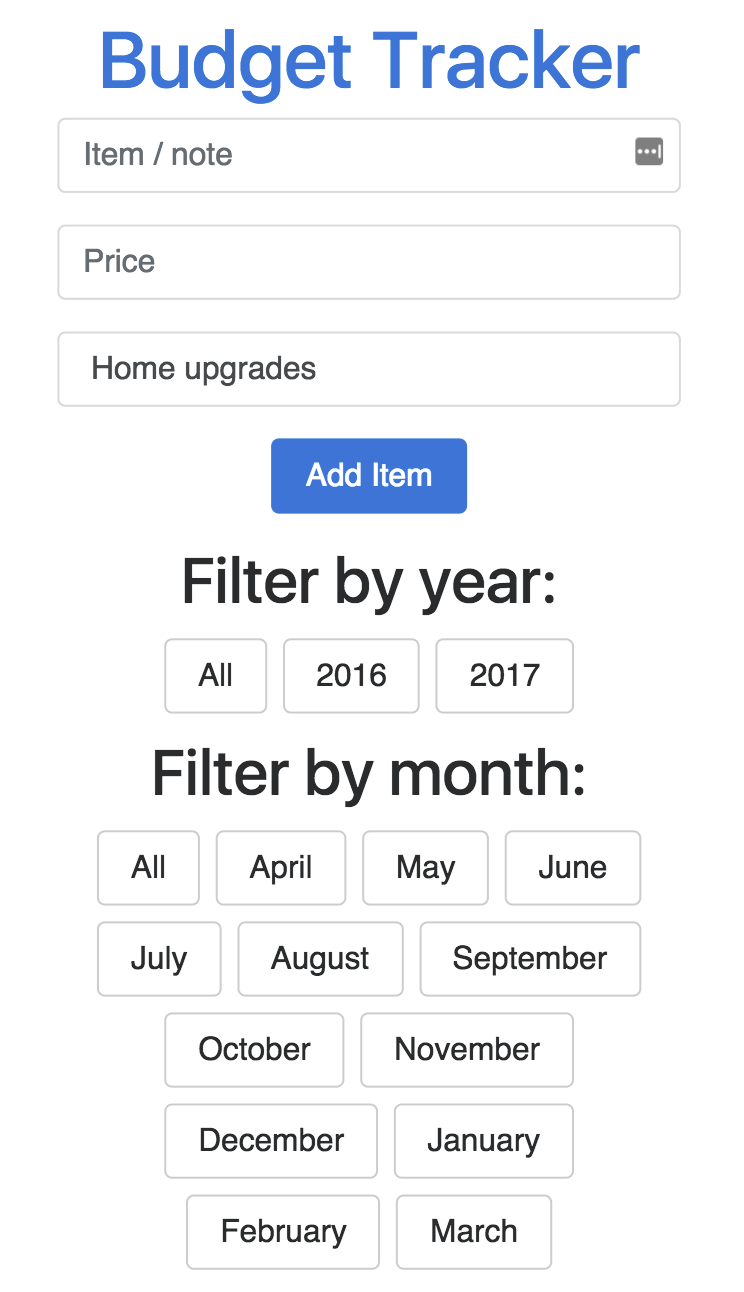 Budget Tracker
Item / note
Price
Home upgrades
Add Item
Filter by year:
All 2016 2017
Filter by month:
All April May June
July August September
October November
December January
February March